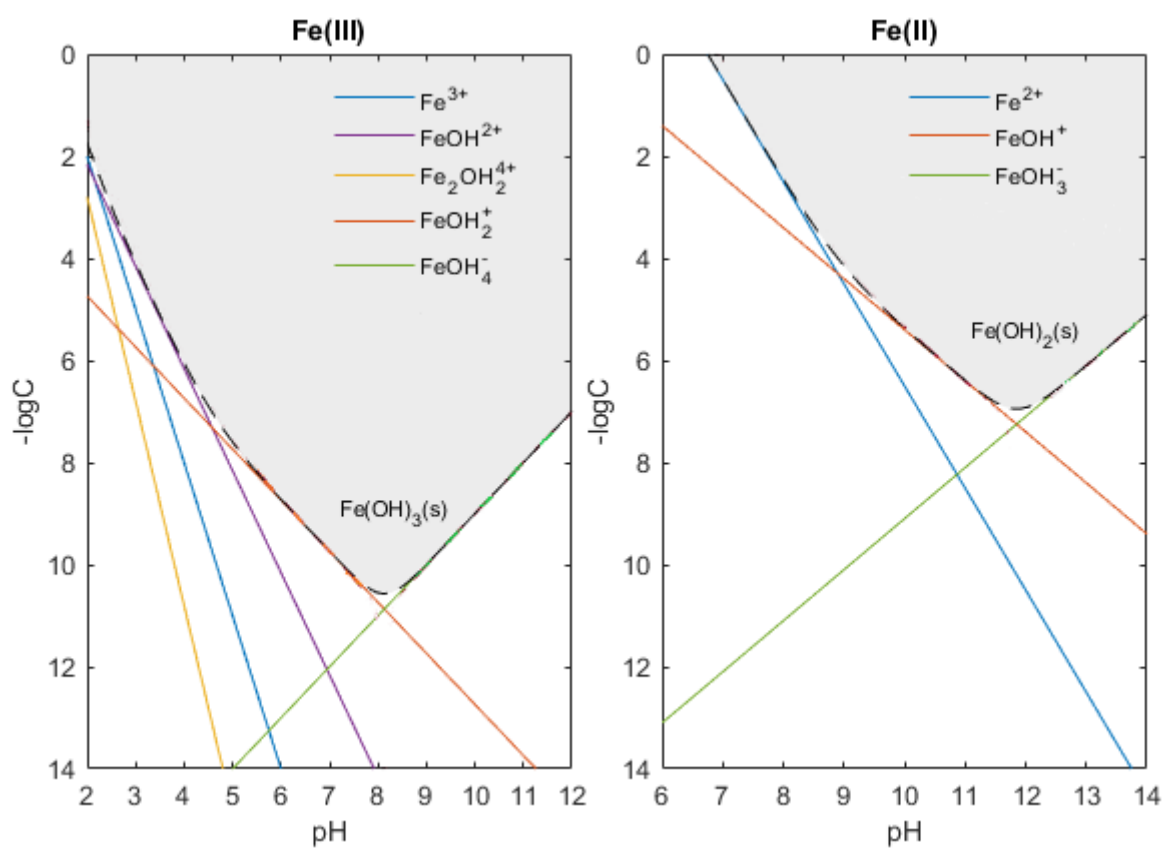 Fe(III)
0
2
4
6
8
10
12
14
-logC
2 3 4 5 6 7 8 9 10 11 12
pH
Fe³⁺
FeOH²⁺
Fe₂OH₂⁴⁺
FeOH₂⁺
FeOH₄⁻
Fe(OH)₃(s)
Fe(II)
0
2
4
6
8
10
12
14
-logC
6 7 8 9 10 11 12 13 14
pH
Fe²⁺
FeOH⁺
FeOH₃⁻
Fe(OH)₂(s)